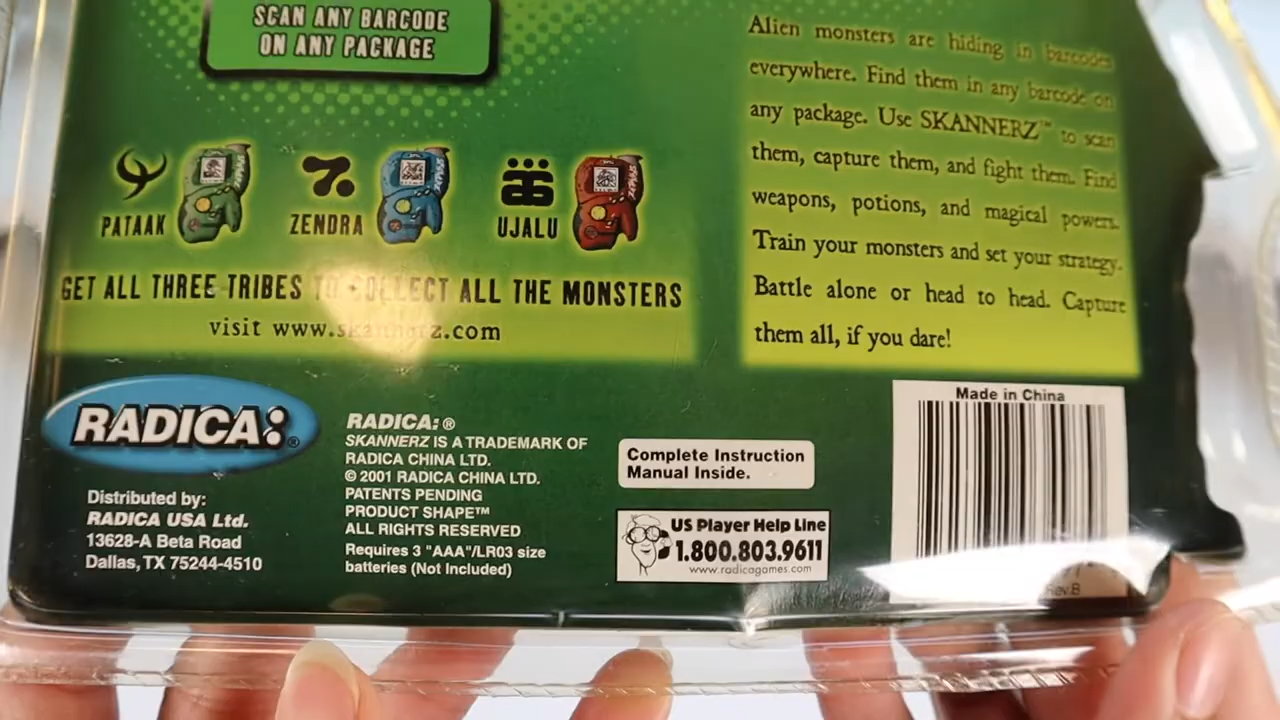 SCAN ANY BARCODE
ON ANY PACKAGE
PATAAK
ZENDRA
UJALU
GET ALL THREE TRIBES TO COLLECT ALL THE MONSTERS
visit www.skannerz.com
Alien monsters are hiding in barcodes
everywhere. Find them in any barcode on
any package. Use SKANNERZ™ to scan
them, capture them, and fight them. Find
weapons, potions, and magical powers.
Train your monsters and set your strategy.
Battle alone or head to head. Capture
them all, if you dare!
RADICA:®
Distributed by:
RADICA USA Ltd.
13628-A Beta Road
Dallas, TX 75244-4510
RADICA:®
SKANNERZ IS A TRADEMARK OF
RADICA CHINA LTD.
© 2001 RADICA CHINA LTD.
PATENTS PENDING
PRODUCT SHAPE™
ALL RIGHTS RESERVED
Requires 3 "AAA"/LR03 size
batteries (Not Included)
Complete Instruction
Manual Inside.
US Player Help Line
1.800.803.9611
www.radicagames.com
Made in China
Rev.B